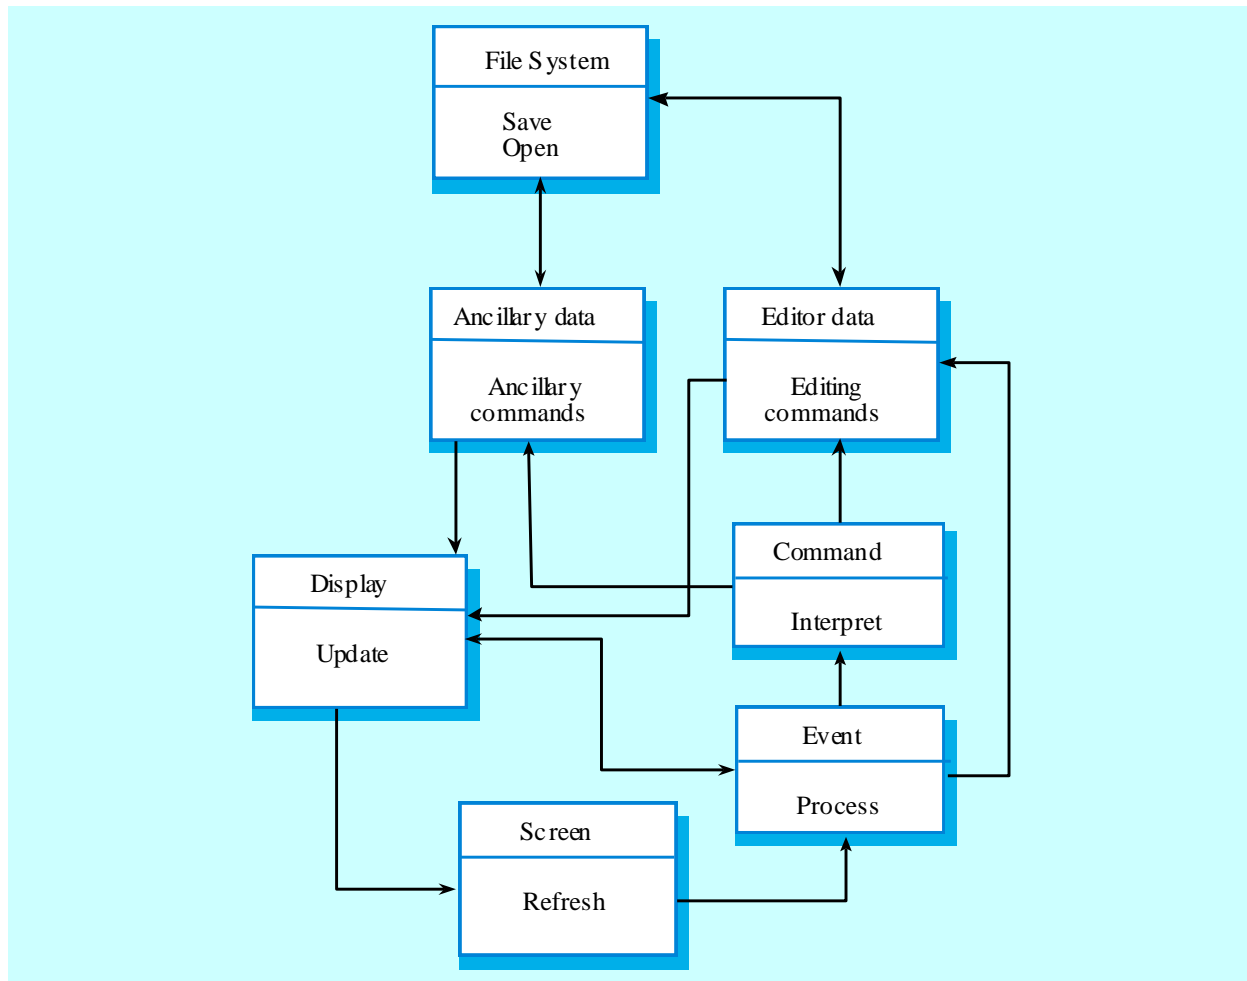 File System
Save
Open
Ancillary data
Ancillary
commands
Editor data
Editing
commands
Command
Interpret
Display
Update
Event
Process
Screen
Refresh